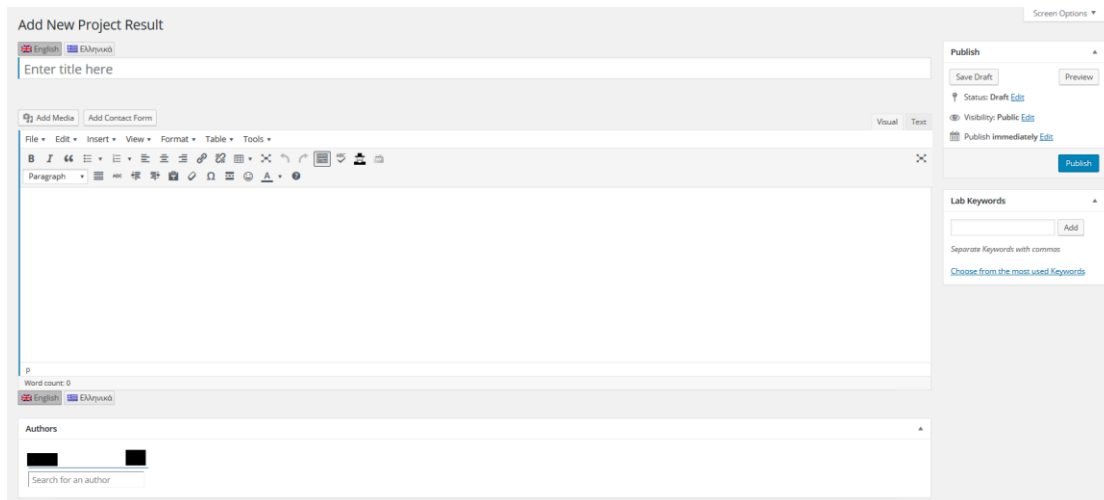 Screen Options
Add New Project Result
English Ελληνικά
Enter title here
Add Media Add Contact Form
Visual Text
File Edit Insert View Format Table Tools
Paragraph
p
Word count: 0
English Ελληνικά
Authors
Search for an author
Publish
Save Draft Preview
Status: Draft Edit
Visibility: Public Edit
Publish immediately Edit
Publish
Lab Keywords
Add
Separate Keywords with commas
Choose from the most used Keywords